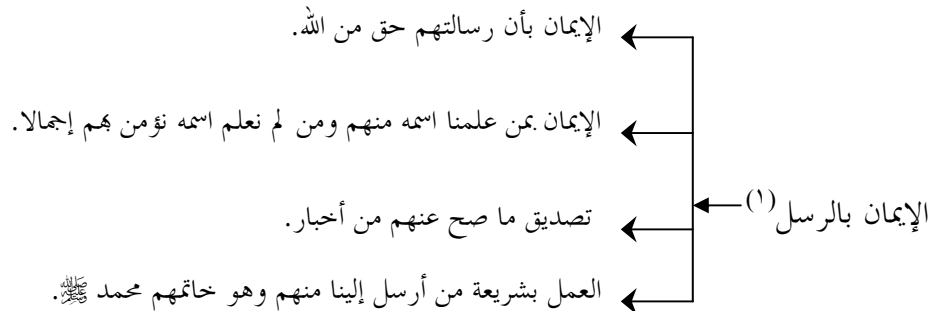 الإيمان بالرسل(١)
الإيمان بأن رسالتهم حق من الله.
الإيمان بمن علمنا اسمه منهم ومن لم نعلم اسمه نؤمن بهم إجمالا.
تصديق ما صح عنهم من أخبار.
العمل بشريعة من أرسل إلينا منهم وهو خاتمهم محمد ﷺ.